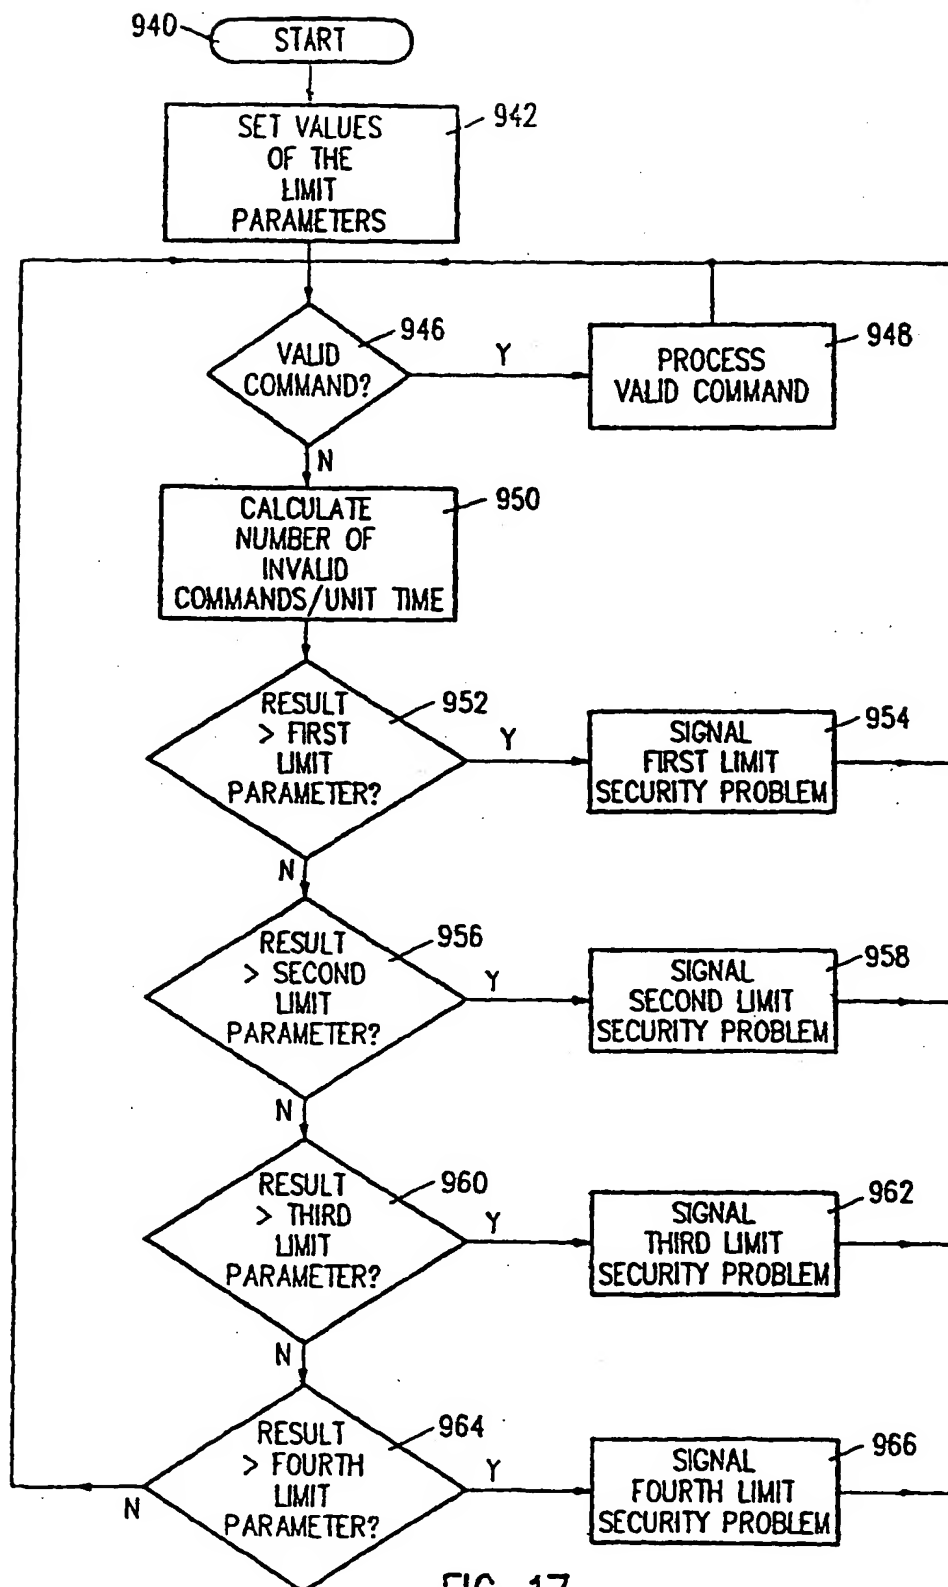 940
START
SET VALUES
OF THE
LIMIT
PARAMETERS
942
VALID
COMMAND?
946
Y
PROCESS
VALID COMMAND
948
N
CALCULATE
NUMBER OF
INVALID
COMMANDS/UNIT TIME
950
RESULT
> FIRST
LIMIT
PARAMETER?
952
Y
SIGNAL
FIRST LIMIT
SECURITY PROBLEM
954
N
RESULT
> SECOND
LIMIT
PARAMETER?
956
Y
SIGNAL
SECOND LIMIT
SECURITY PROBLEM
958
N
RESULT
> THIRD
LIMIT
PARAMETER?
960
Y
SIGNAL
THIRD LIMIT
SECURITY PROBLEM
962
N
RESULT
> FOURTH
LIMIT
PARAMETER?
964
Y
SIGNAL
FOURTH LIMIT
SECURITY PROBLEM
966
N
FIG. 17